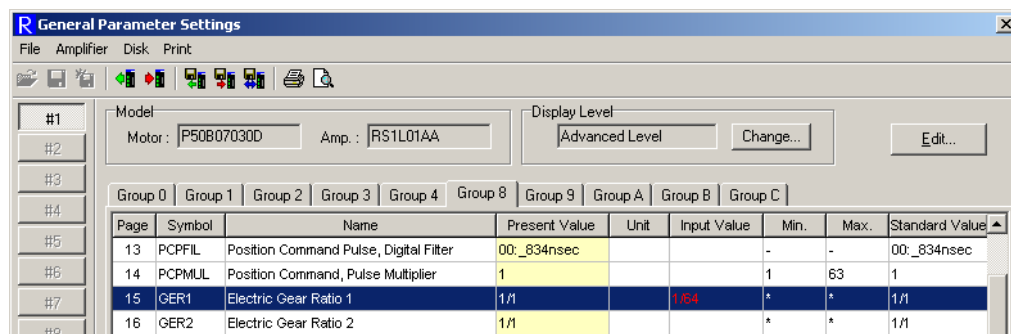 R General Parameter Settings
File Amplifier Disk Print
#1 Model Display Level
Motor : P50B07030D Amp. : RS1L01AA Advanced Level Change... Edit...
#2
#3
Group 0 Group 1 Group 2 Group 3 Group 4 Group 8 Group 9 Group A Group B Group C
#4
Page Symbol Name Present Value Unit Input Value Min. Max. Standard Value
#5 13 PCPFIL Position Command Pulse, Digital Filter 00:_834nsec - - 00:_834nsec
#6 14 PCPMUL Position Command, Pulse Multiplier 1 1 63 1
#7 15 GER1 Electric Gear Ratio 1 1/1 1/64 * * 1/1
16 GER2 Electric Gear Ratio 2 1/1 * * 1/1